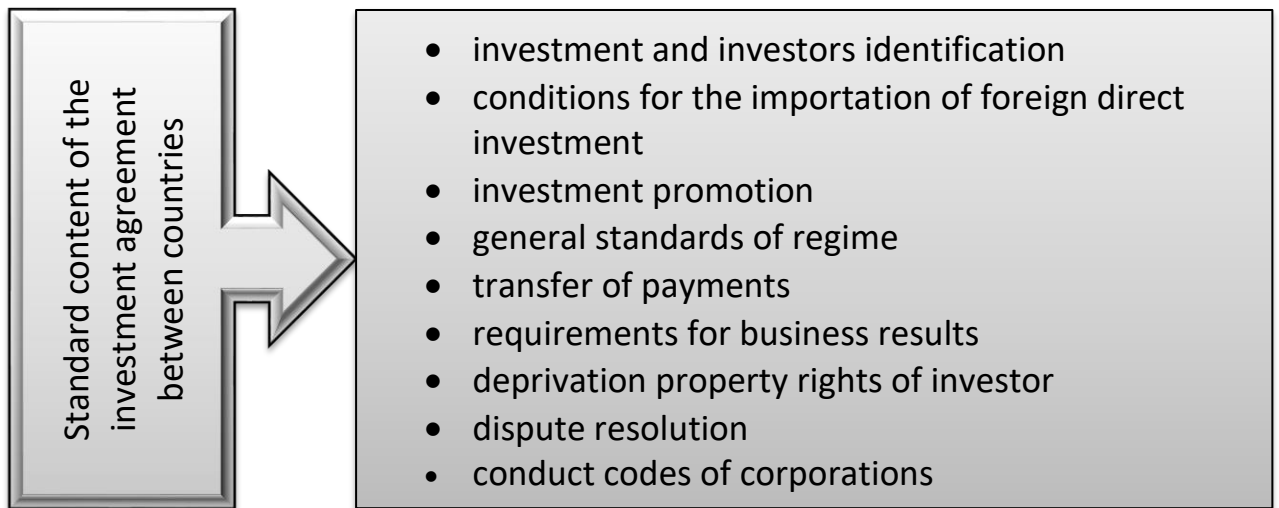 Standard content of the
investment agreement
between countries
• investment and investors identification
• conditions for the importation of foreign direct
investment
• investment promotion
• general standards of regime
• transfer of payments
• requirements for business results
• deprivation property rights of investor
• dispute resolution
• conduct codes of corporations